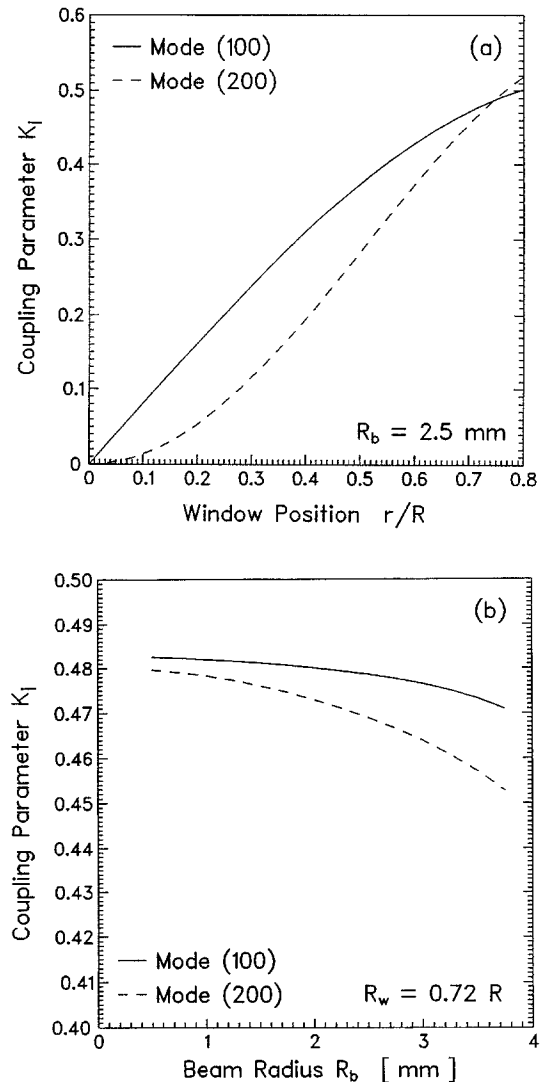 Mode (100)
(a)
Mode (200)
0.5
0.4
0.3
0.2
0.1
0
Coupling Parameter K_l
R_b = 2.5 mm
0 0.1 0.2 0.3 0.4 0.5 0.6 0.7 0.8
Window Position r/R
0.50
0.49
0.48
0.47
0.46
0.45
0.44
0.43
0.42
0.41
0.40
Coupling Parameter K_l
(b)
Mode (100)
Mode (200)
R_w = 0.72 R
0 1 2 3 4
Beam Radius R_b [ mm ]